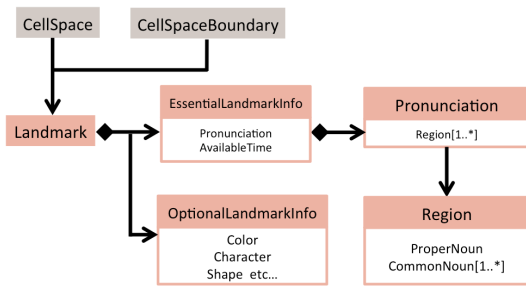 CellSpace
CellSpaceBoundary
Landmark
EssentialLandmarkInfo
Pronunciation
AvailableTime
Pronunciation
Region[1..*]
OptionalLandmarkInfo
Color
Character
Shape etc...
Region
ProperNoun
CommonNoun[1..*]